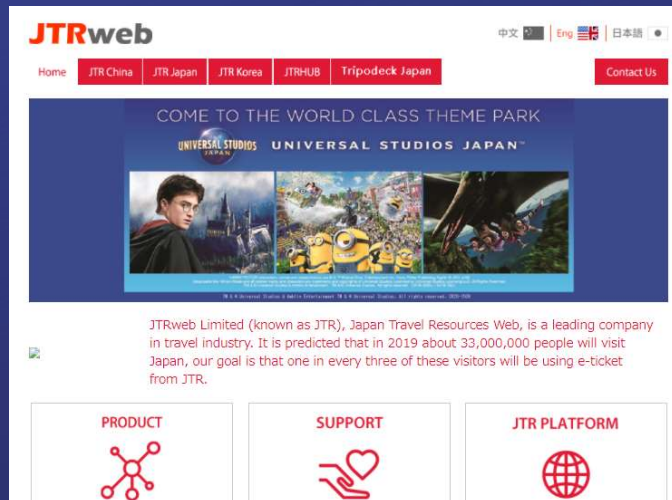 JTRweb
中文 Eng 日本語
Home JTR China JTR Japan JTR Korea JTRHUB Tripodeck Japan Contact Us
COME TO THE WORLD CLASS THEME PARK
UNIVERSAL STUDIOS JAPAN UNIVERSAL STUDIOS JAPAN™
JTRweb Limited (known as JTR), Japan Travel Resources Web, is a leading company
in travel industry. It is predicted that in 2019 about 33,000,000 people will visit
Japan, our goal is that one in every three of these visitors will be using e-ticket
from JTR.
PRODUCT SUPPORT JTR PLATFORM